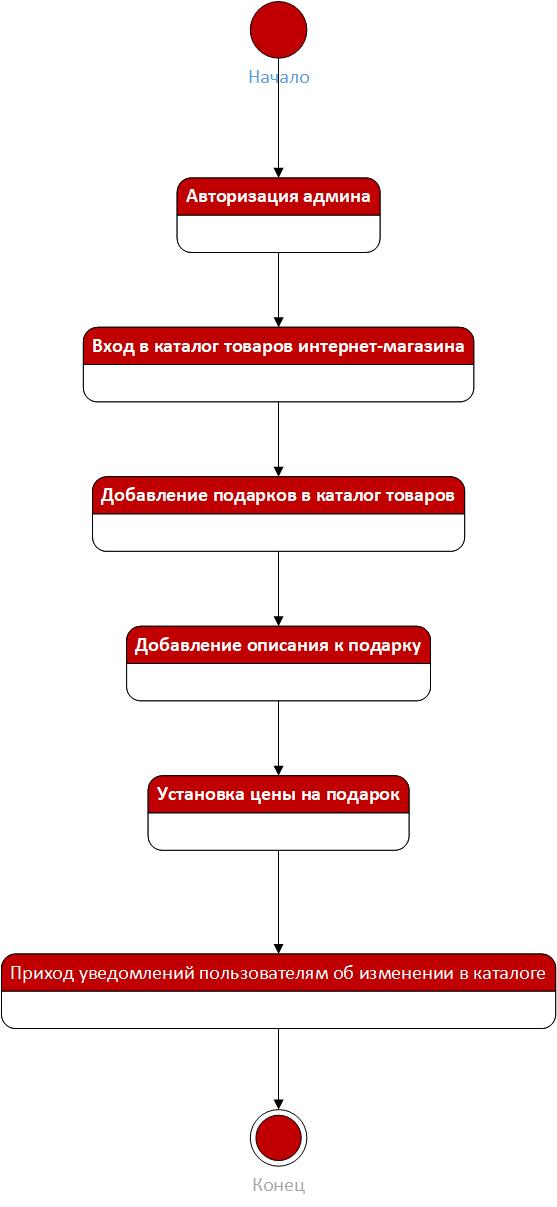 Начало
Авторизация админа
Вход в каталог товаров интернет-магазина
Добавление подарков в каталог товаров
Добавление описания к подарку
Установка цены на подарок
Приход уведомлений пользователям об изменении в каталоге
Конец